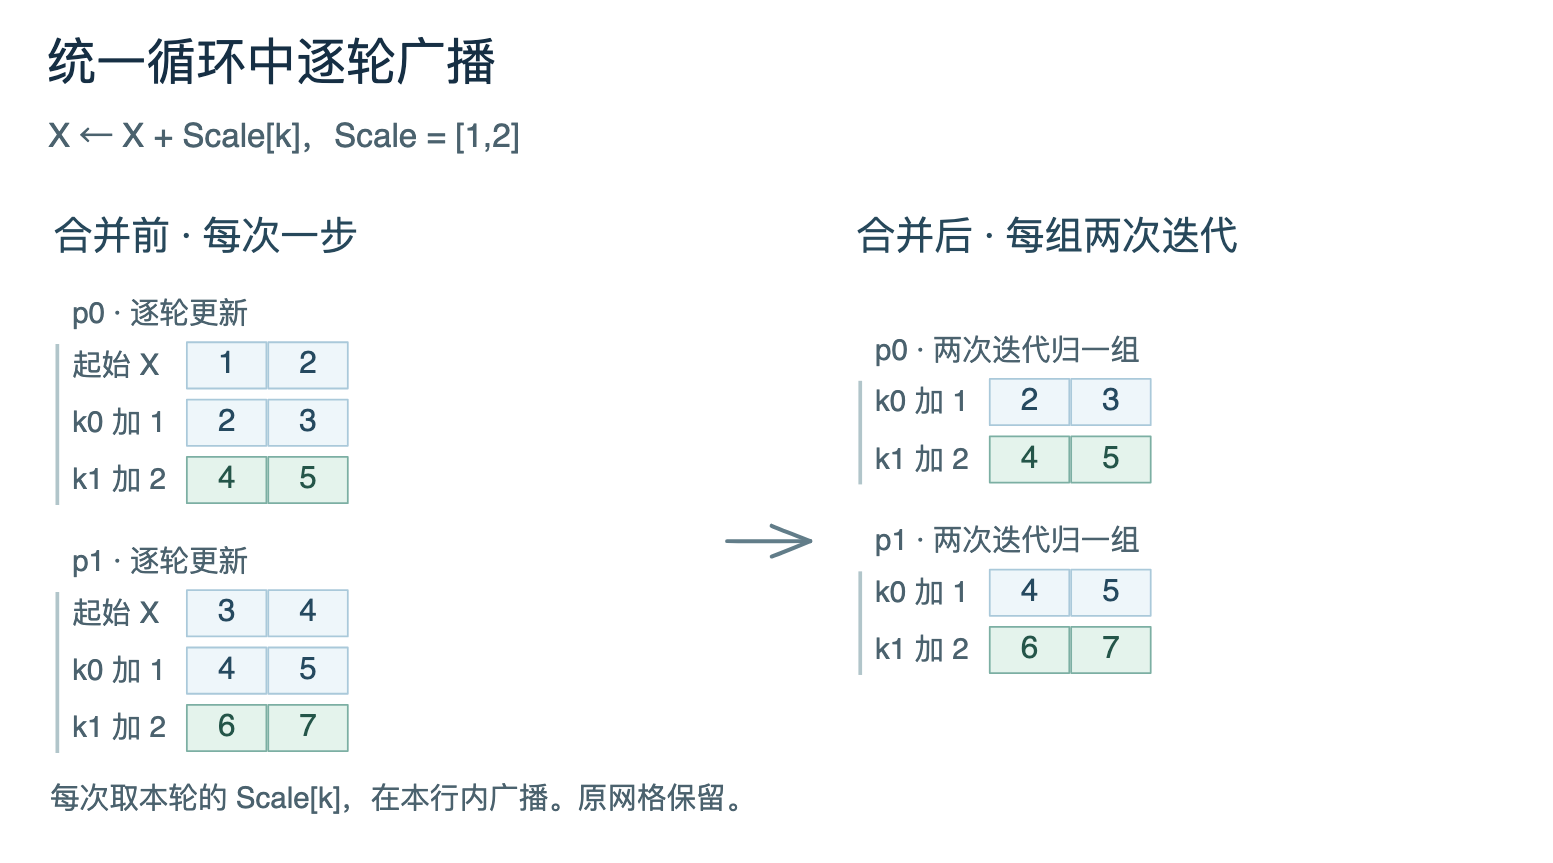 统一循环中逐轮广播
X ← X + Scale[k]，Scale = [1,2]
合并前 · 每次一步
p0 · 逐轮更新
起始 X 1 2
k0 加 1 2 3
k1 加 2 4 5
p1 · 逐轮更新
起始 X 3 4
k0 加 1 4 5
k1 加 2 6 7
合并后 · 每组两次迭代
p0 · 两次迭代归一组
k0 加 1 2 3
k1 加 2 4 5
p1 · 两次迭代归一组
k0 加 1 4 5
k1 加 2 6 7
每次取本轮的 Scale[k]，在本行内广播。原网格保留。